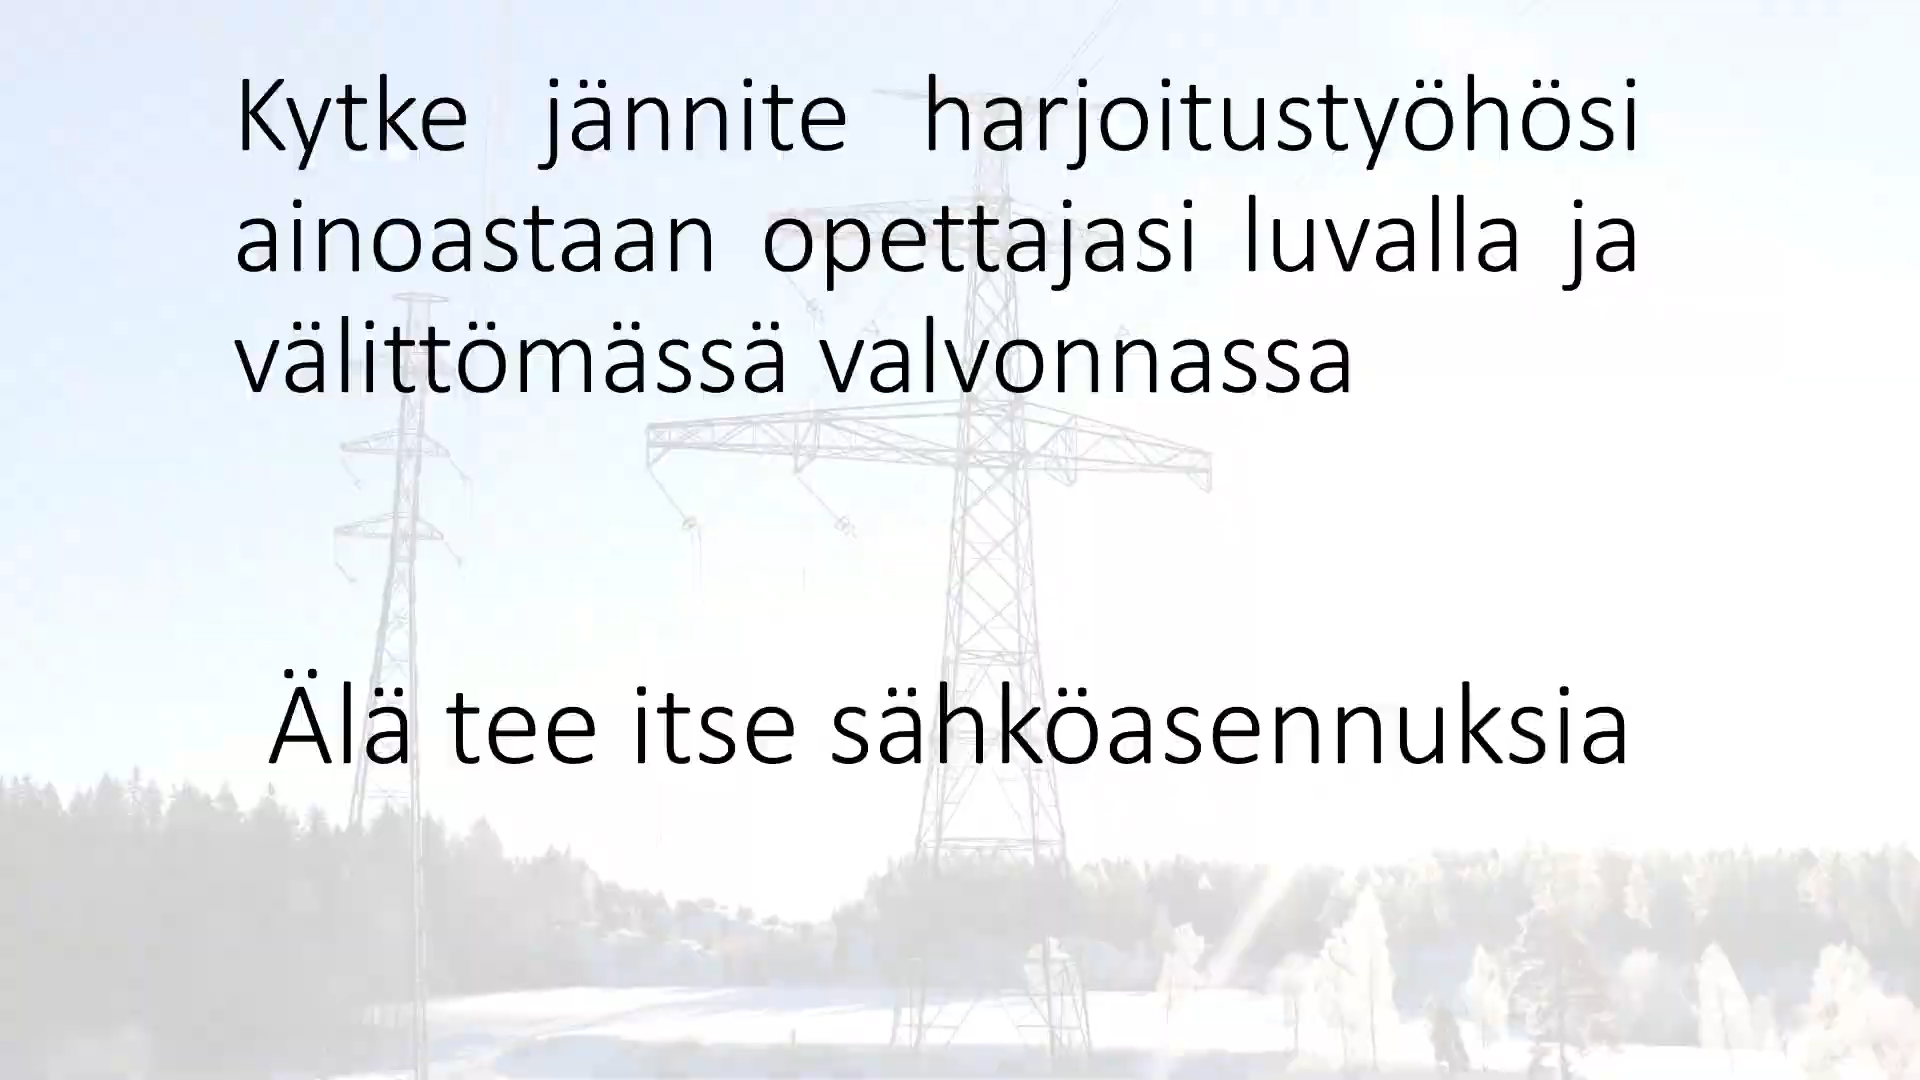 Kytke jännite harjoitustyöhösi
ainoastaan opettajasi luvalla ja
välittömässä valvonnassa
Älä tee itse sähköasennuksia